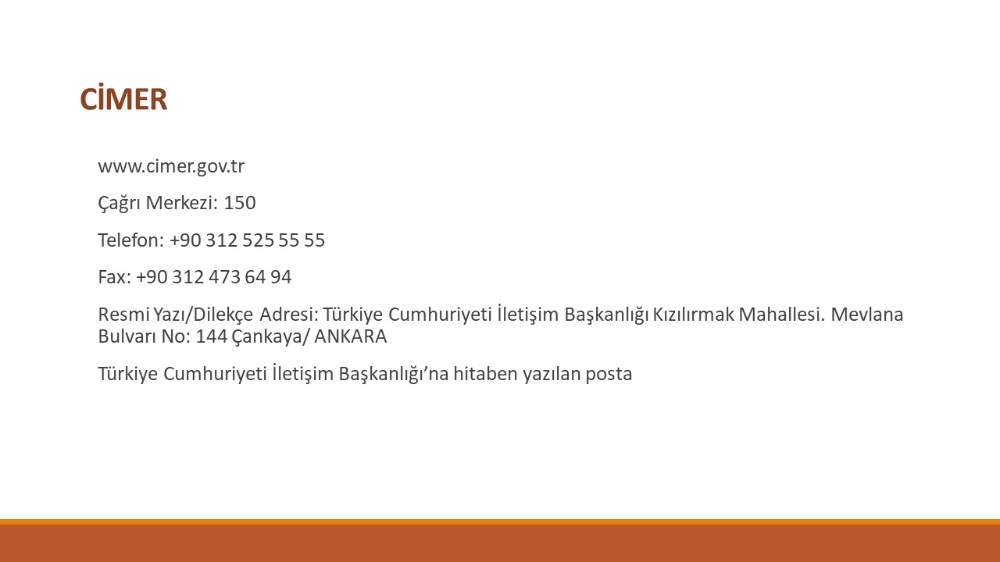 CİMER
www.cimer.gov.tr
Çağrı Merkezi: 150
Telefon: +90 312 525 55 55
Fax: +90 312 473 64 94
Resmi Yazı/Dilekçe Adresi: Türkiye Cumhuriyeti İletişim Başkanlığı Kızılırmak Mahallesi. Mevlana
Bulvarı No: 144 Çankaya/ ANKARA
Türkiye Cumhuriyeti İletişim Başkanlığı’na hitaben yazılan posta